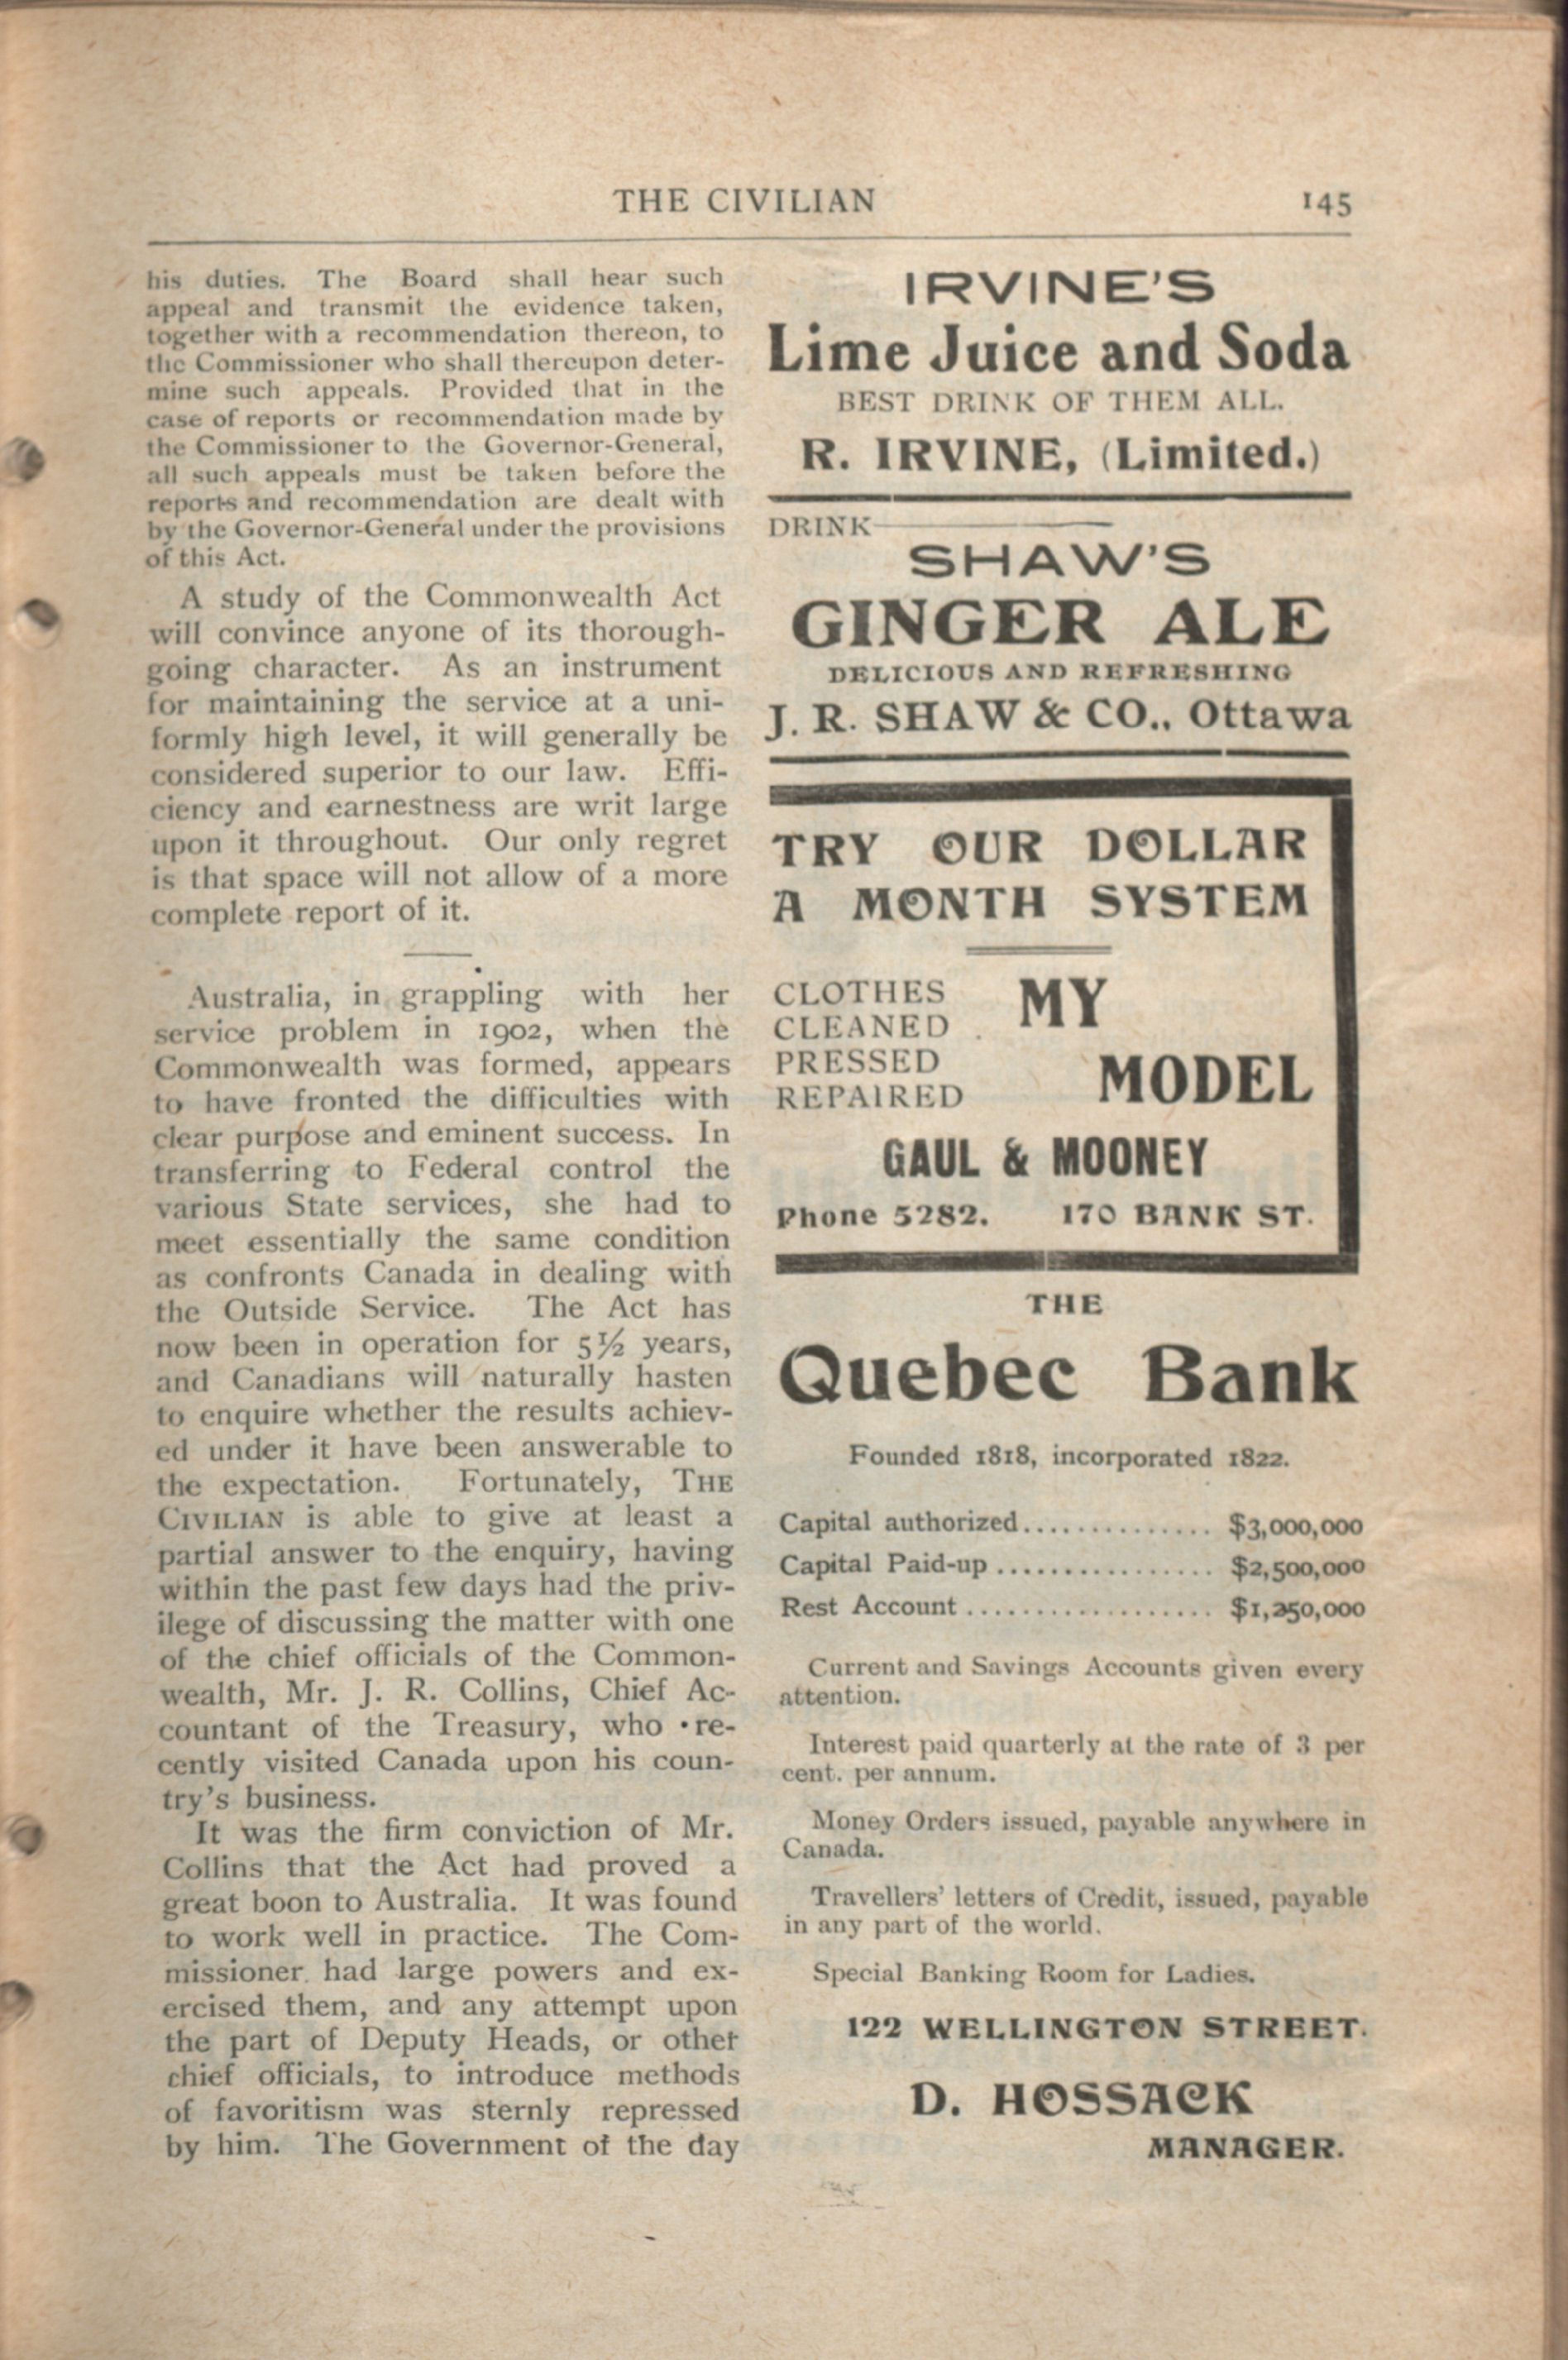 THE CIVILIAN
145
his duties. The Board shall hear such
appeal and transmit the evidence taken,
together with a recommendation thereon, to
the Commissioner who shall thereupon deter-
mine such appeals. Provided that in the
case of reports or recommendation made by
the Commissioner to the Governor-General,
all such appeals must be taken before the
reports and recommendation are dealt with
by the Governor-General under the provisions
of this Act.
A study of the Commonwealth Act
will convince anyone of its thorough-
going character. As an instrument
for maintaining the service at a uni-
formly high level, it will generally be
considered superior to our law. Effi-
ciency and earnestness are writ large
upon it throughout. Our only regret
is that space will not allow of a more
complete report of it.
Australia, in grappling with her
service problem in 1902, when the
Commonwealth was formed, appears
to have fronted the difficulties with
clear purpose and eminent success. In
transferring to Federal control the
various State services, she had to
meet essentially the same condition
as confronts Canada in dealing with
the Outside Service. The Act has
now been in operation for 5½ years,
and Canadians will naturally hasten
to enquire whether the results achiev-
ed under it have been answerable to
the expectation. Fortunately, THE
CIVILIAN is able to give at least a
partial answer to the enquiry, having
within the past few days had the priv-
ilege of discussing the matter with one
of the chief officials of the Common-
wealth, Mr. J. R. Collins, Chief Ac-
countant of the Treasury, who re-
cently visited Canada upon his coun-
try's business.
It was the firm conviction of Mr.
Collins that the Act had proved a
great boon to Australia. It was found
to work well in practice. The Com-
missioner had large powers and ex-
ercised them, and any attempt upon
the part of Deputy Heads, or other
chief officials, to introduce methods
of favoritism was sternly repressed
by him. The Government of the day
IRVINE'S
Lime Juice and Soda
BEST DRINK OF THEM ALL.
R. IRVINE, (Limited.)
DRINK
SHAW'S
GINGER ALE
DELICIOUS AND REFRESHING
J. R. SHAW & CO., Ottawa
TRY OUR DOLLAR
A MONTH SYSTEM
CLOTHES
CLEANED
PRESSED
REPAIRED
MY
MODEL
GAUL & MOONEY
Phone 5282. 170 BANK ST.
THE
Quebec Bank
Founded 1818, incorporated 1822.
Capital authorized.............. $3,000,000
Capital Paid-up ................ $2,500,000
Rest Account .................. $1,250,000
Current and Savings Accounts given every
attention.
Interest paid quarterly at the rate of 3 per
cent. per annum.
Money Orders issued, payable anywhere in
Canada.
Travellers' letters of Credit, issued, payable
in any part of the world.
Special Banking Room for Ladies.
122 WELLINGTON STREET.
D. HOSSACK
MANAGER.